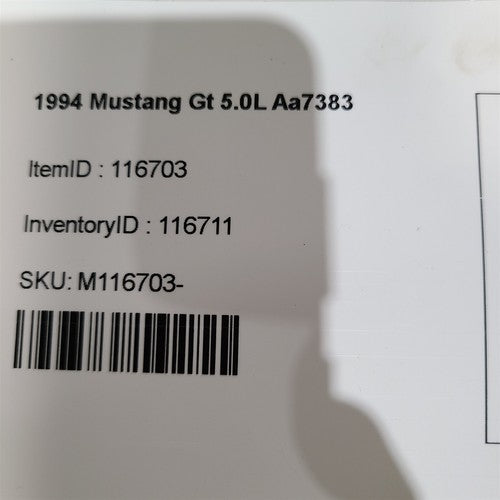 1994 Mustang Gt 5.0L Aa7383
ItemID : 116703
InventoryID : 116711
SKU: M116703-